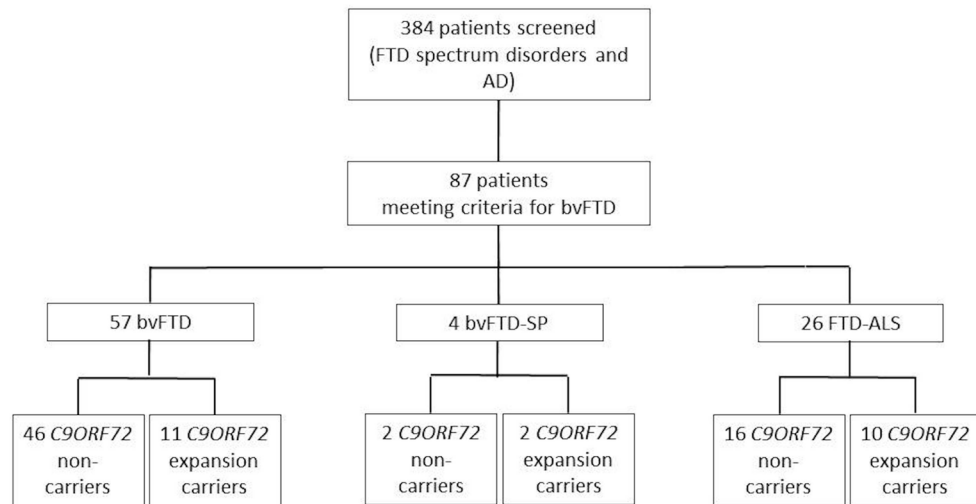 384 patients screened
(FTD spectrum disorders and
AD)
87 patients
meeting criteria for bvFTD
57 bvFTD
4 bvFTD-SP
26 FTD-ALS
46 C9ORF72
non-
carriers
11 C9ORF72
expansion
carriers
2 C9ORF72
non-
carriers
2 C9ORF72
expansion
carriers
16 C9ORF72
non-
carriers
10 C9ORF72
expansion
carriers